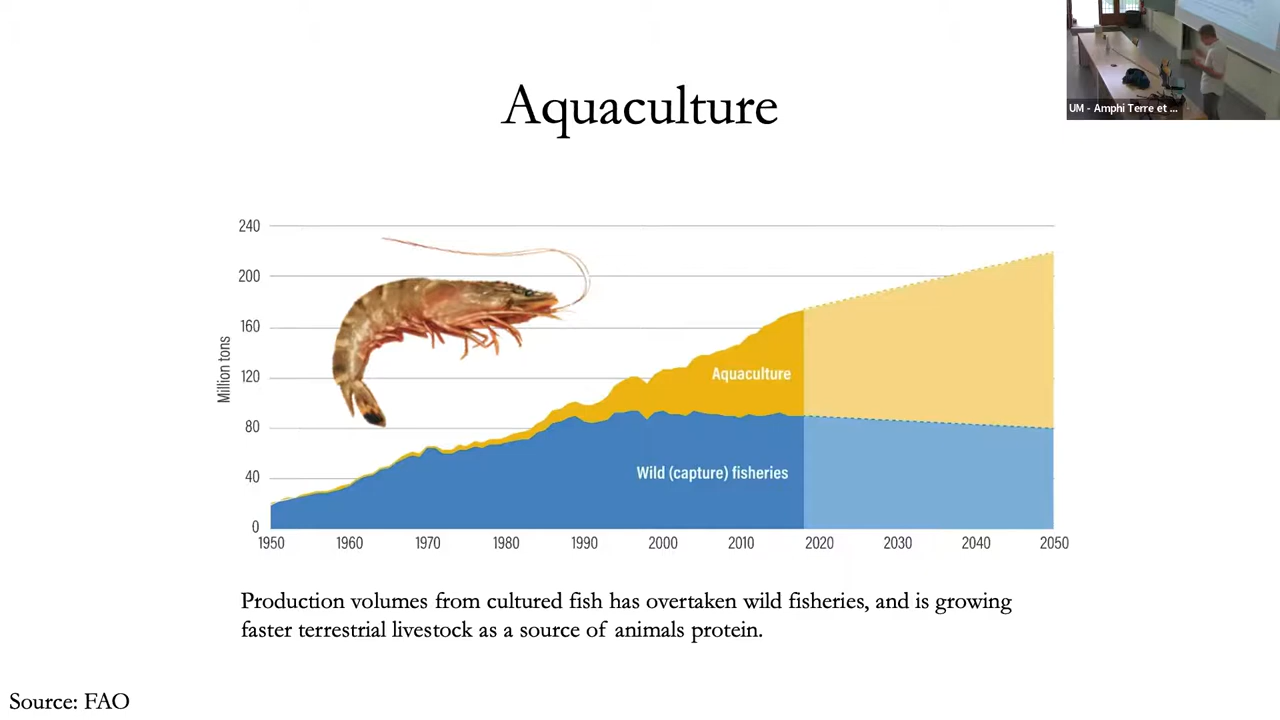 UM - Amphi Terre et ...
Aquaculture
240
200
160
120
80
40
0
Million tons
Aquaculture
Wild (capture) fisheries
1950 1960 1970 1980 1990 2000 2010 2020 2030 2040 2050
Production volumes from cultured fish has overtaken wild fisheries, and is growing
faster terrestrial livestock as a source of animals protein.
Source: FAO